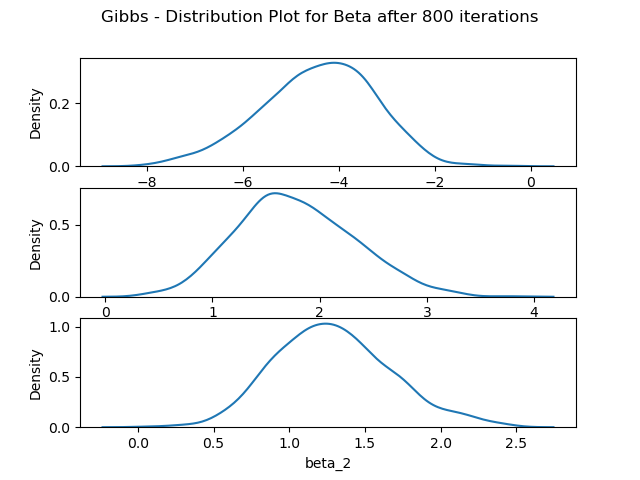 Gibbs - Distribution Plot for Beta after 800 iterations
Density
0.2
0.0
−8 −6 −4 −2 0
Density
0.5
0.0
0 1 2 3 4
Density
1.0
0.5
0.0
0.0 0.5 1.0 1.5 2.0 2.5
beta_2